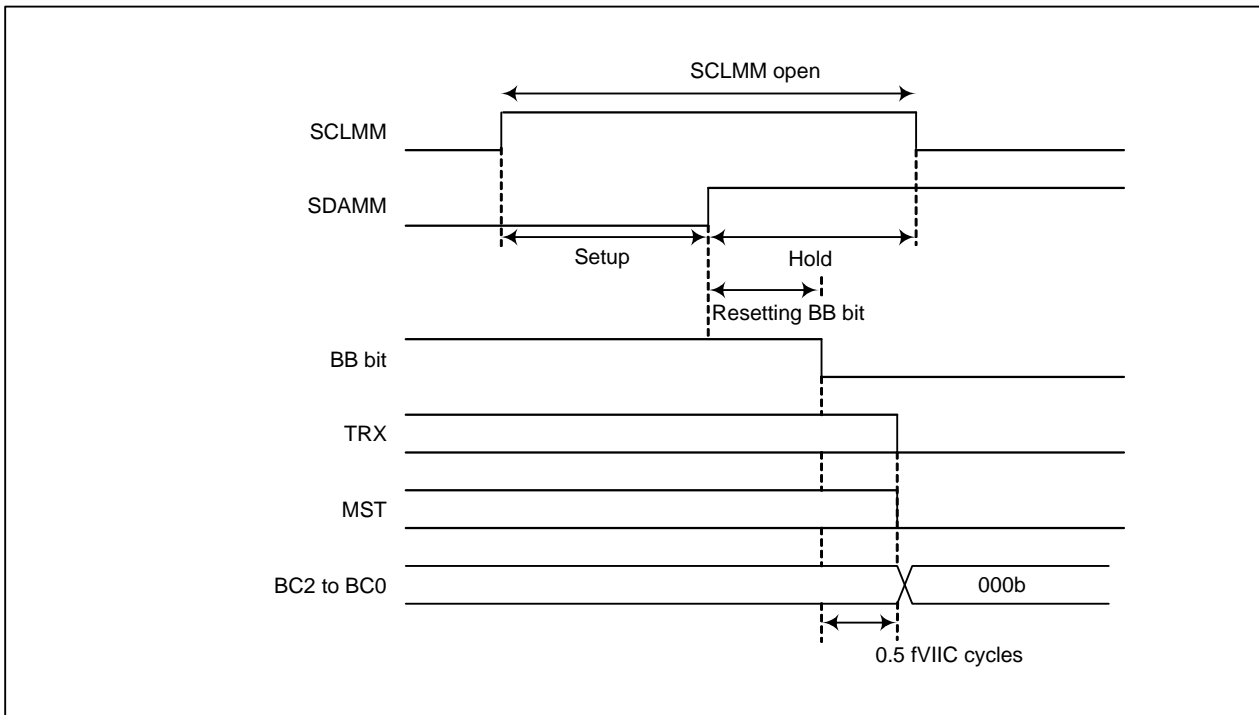 SCLMM open
SCLMM
SDAMM
Setup
Hold
Resetting BB bit
BB bit
TRX
MST
BC2 to BC0
000b
0.5 fVIIC cycles